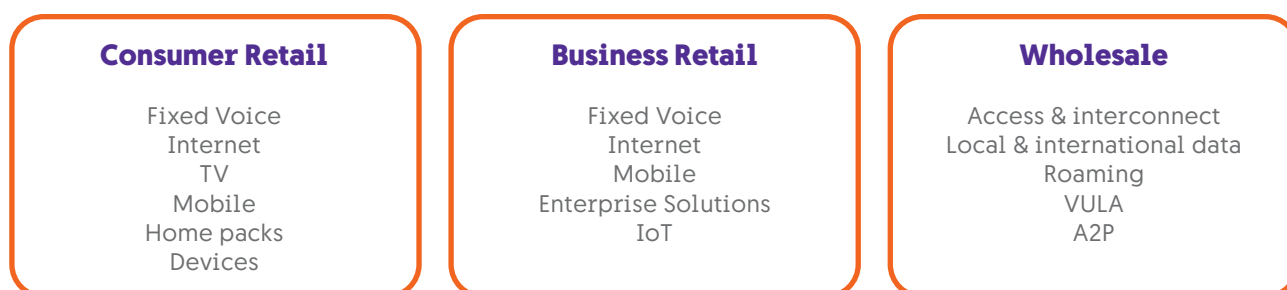 Consumer Retail
Fixed Voice
Internet
TV
Mobile
Home packs
Devices
Business Retail
Fixed Voice
Internet
Mobile
Enterprise Solutions
IoT
Wholesale
Access & interconnect
Local & international data
Roaming
VULA
A2P